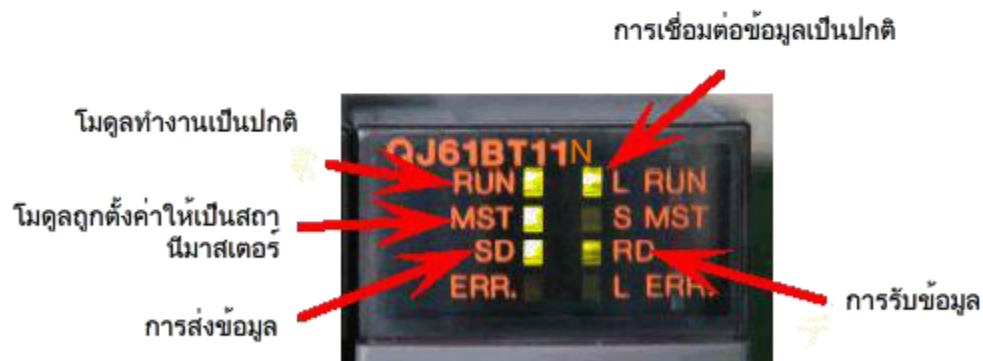 การเชื่อมต่อข้อมูลเป็นปกติ
โมดูลทำงานเป็นปกติ
QJ61BT11N
RUN L RUN
MST S MST
SD RD
ERR. L ERR.
โมดูลถูกตั้งค่าให้เป็นสถา
นีมาสเตอร์
การส่งข้อมูล
การรับข้อมูล